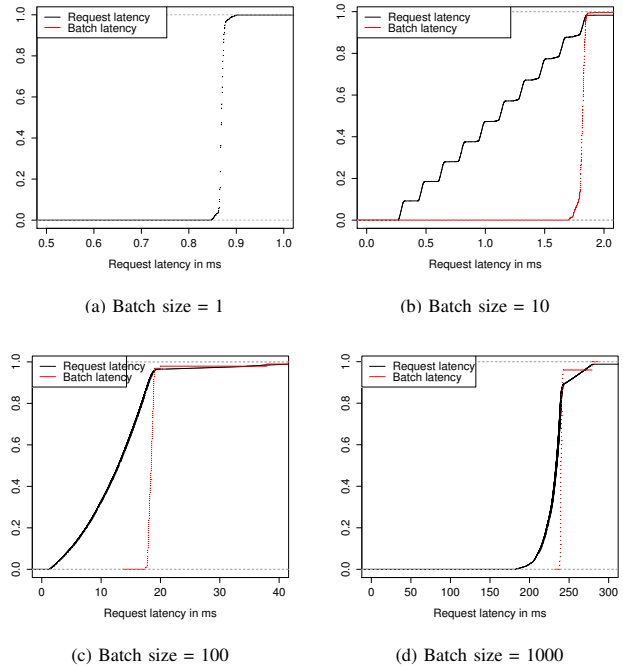 Request latency
Batch latency
1.0
0.8
0.6
0.4
0.2
0.0
0.5 0.6 0.7 0.8 0.9 1.0
Request latency in ms
(a) Batch size = 1
Request latency
Batch latency
1.0
0.8
0.6
0.4
0.2
0.0
0.0 0.5 1.0 1.5 2.0
Request latency in ms
(b) Batch size = 10
Request latency
Batch latency
1.0
0.8
0.6
0.4
0.2
0.0
0 10 20 30 40
Request latency in ms
(c) Batch size = 100
Request latency
Batch latency
1.0
0.8
0.6
0.4
0.2
0.0
0 50 100 150 200 250 300
Request latency in ms
(d) Batch size = 1000